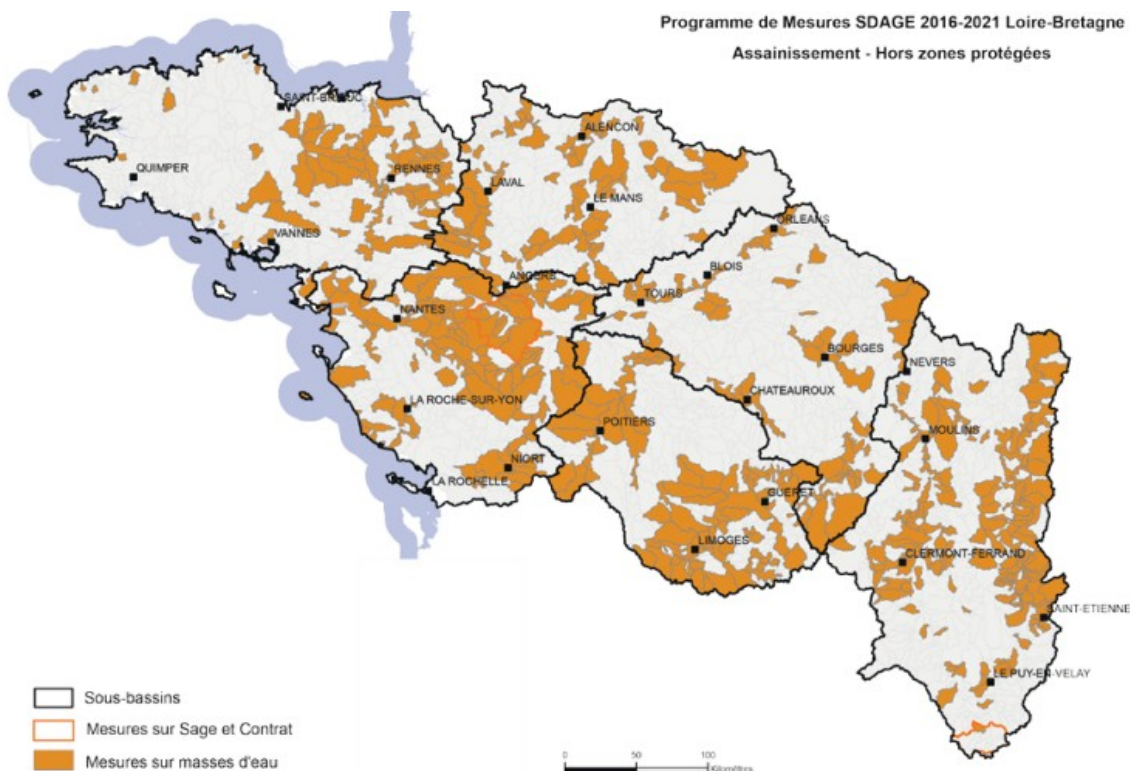 Programme de Mesures SDAGE 2016-2021 Loire-Bretagne
Assainissement - Hors zones protégées
SAINT-BRIEUC
ALENCON
QUIMPER
RENNES
LAVAL
LE MANS
VANNES
ORLEANS
BLOIS
ANGERS
TOURS
NANTES
BOURGES
NEVERS
CHATEAUROUX
LA ROCHE-SUR-YON
POITIERS
MOULINS
NIORT
LA ROCHELLE
GUERET
LIMOGES
CLERMONT-FERRAND
SAINT-ETIENNE
LE PUY-EN-VELAY
Sous-bassins
Mesures sur Sage et Contrat
Mesures sur masses d'eau
0 50 100
Kilomètres